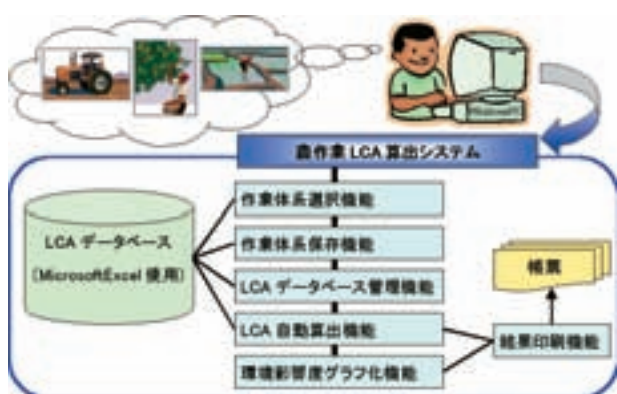 農作業 LCA 算出システム
作業体系選択機能
作業体系保存機能
LCA データベース
(MicrosoftExcel 使用)
LCA データベース管理機能
LCA 自動算出機能
環境影響度グラフ化機能
帳票
結果印刷機能